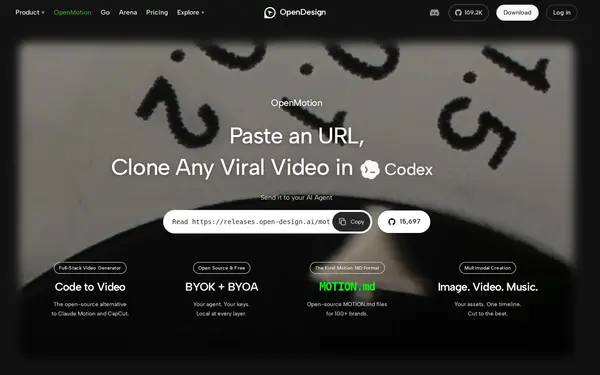 Product
OpenMotion
Go
Arena
Pricing
Explore
OpenDesign
109.2K
Download
Log in
OpenMotion
Paste an URL,
Clone Any Viral Video in Codex
Send it to your AI Agent
Read https://releases.open-design.ai/mot
Copy
15,697
Full-Stack Video Generator
Code to Video
The open-source alternative
to Claude Motion and CapCut.
Open Source & Free
BYOK + BYOA
Your agent. Your keys.
Local at every layer.
The First Motion .MD Format
MOTION.md
Open-source MOTION.md files
for 100+ brands.
Multimodal Creation
Image. Video. Music.
Your assets. One timeline.
Cut to the beat.